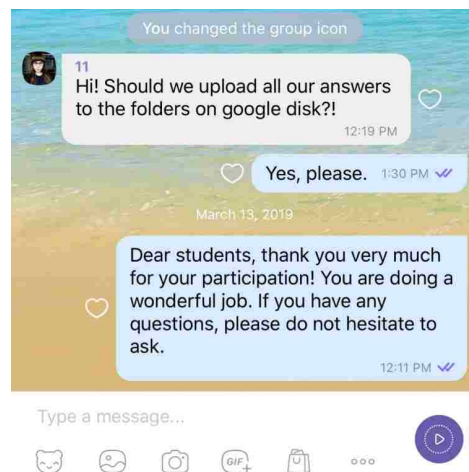 You changed the group icon
11
Hi! Should we upload all our answers
to the folders on google disk?!
12:19 PM
Yes, please. 1:30 PM
March 13, 2019
Dear students, thank you very much
for your participation! You are doing a
wonderful job. If you have any
questions, please do not hesitate to
ask.
12:11 PM
Type a message...
GIF